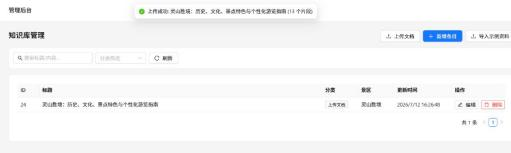 管理后台
上传成功: 灵山胜境：历史、文化、景点特色与个性化游览指南 (13 个片段)
知识库管理
上传文档
+ 新增条目
导入示例资料
搜索标题/内容...
分类筛选
刷新
ID 标题 分类 景区 更新时间 操作
24 灵山胜境：历史、文化、景点特色与个性化游览指南 上传文档 灵山胜境 2026/7/12 16:26:48 编辑 删除
共 1 条 < 1 >